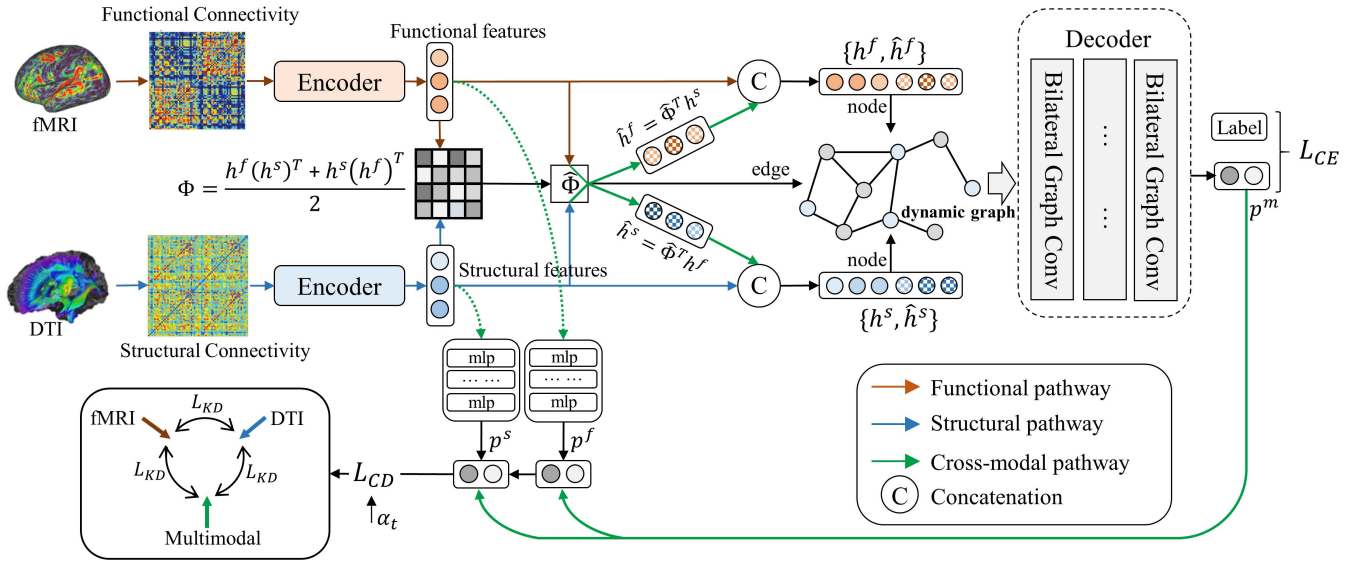 Functional Connectivity
fMRI
Encoder
Functional features
C
{h^f, ĥ^f}
node
ĥ^f = Φ̂^T h^s
Φ = (h^f (h^s)^T + h^s (h^f)^T) / 2
Φ̂
edge
dynamic graph
ĥ^s = Φ̂^T h^f
Structural features
DTI
Structural Connectivity
Encoder
C
node
{h^s, ĥ^s}
Decoder
Bilateral Graph Conv
...
...
Bilateral Graph Conv
Label
L_CE
p^m
mlp
... ...
mlp
mlp
... ...
mlp
p^s
p^f
L_CD
α_t
L_KD
fMRI
DTI
L_KD
L_KD
Multimodal
Functional pathway
Structural pathway
Cross-modal pathway
C Concatenation